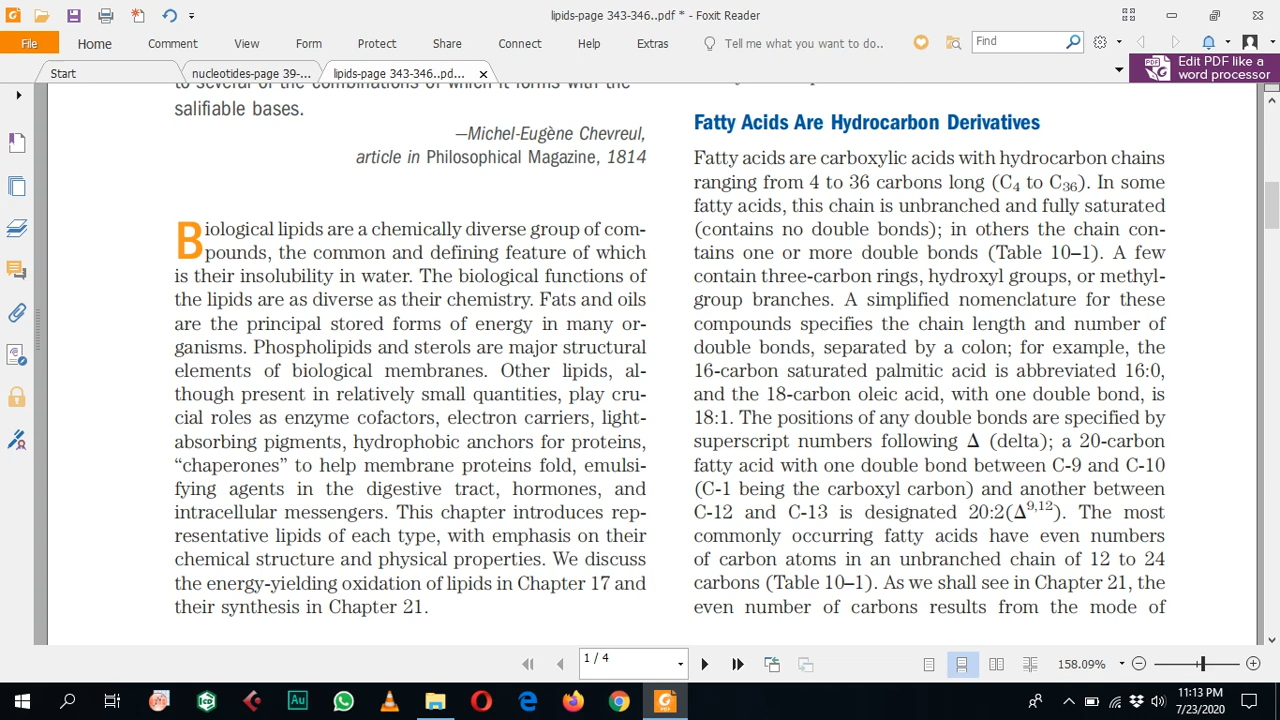 lipids-page 343-346..pdf * - Foxit Reader
File Home Comment View Form Protect Share Connect Help Extras Tell me what you want to do.. Find
Start nucleotides-page 39-... lipids-page 343-346..pd...
Edit PDF like a
word processor
to several of the combinations of which it forms with the
salifiable bases.
—Michel-Eugène Chevreul,
article in Philosophical Magazine, 1814
Biological lipids are a chemically diverse group of com-
pounds, the common and defining feature of which
is their insolubility in water. The biological functions of
the lipids are as diverse as their chemistry. Fats and oils
are the principal stored forms of energy in many or-
ganisms. Phospholipids and sterols are major structural
elements of biological membranes. Other lipids, al-
though present in relatively small quantities, play cru-
cial roles as enzyme cofactors, electron carriers, light-
absorbing pigments, hydrophobic anchors for proteins,
“chaperones” to help membrane proteins fold, emulsi-
fying agents in the digestive tract, hormones, and
intracellular messengers. This chapter introduces rep-
resentative lipids of each type, with emphasis on their
chemical structure and physical properties. We discuss
the energy-yielding oxidation of lipids in Chapter 17 and
their synthesis in Chapter 21.
Fatty Acids Are Hydrocarbon Derivatives
Fatty acids are carboxylic acids with hydrocarbon chains
ranging from 4 to 36 carbons long (C4 to C36). In some
fatty acids, this chain is unbranched and fully saturated
(contains no double bonds); in others the chain con-
tains one or more double bonds (Table 10–1). A few
contain three-carbon rings, hydroxyl groups, or methyl-
group branches. A simplified nomenclature for these
compounds specifies the chain length and number of
double bonds, separated by a colon; for example, the
16-carbon saturated palmitic acid is abbreviated 16:0,
and the 18-carbon oleic acid, with one double bond, is
18:1. The positions of any double bonds are specified by
superscript numbers following Δ (delta); a 20-carbon
fatty acid with one double bond between C-9 and C-10
(C-1 being the carboxyl carbon) and another between
C-12 and C-13 is designated 20:2(Δ9,12). The most
commonly occurring fatty acids have even numbers
of carbon atoms in an unbranched chain of 12 to 24
carbons (Table 10–1). As we shall see in Chapter 21, the
even number of carbons results from the mode of
1 / 4
158.09%
11:13 PM
7/23/2020